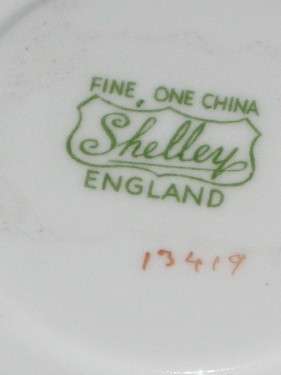 FINE, ONE CHINA
Shelley
ENGLAND
13419